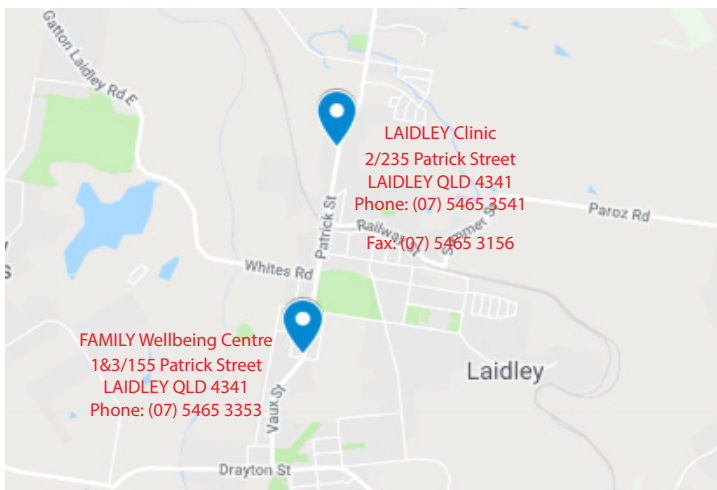 Gatton Laidley Rd E
LAIDLEY Clinic
2/235 Patrick Street
LAIDLEY QLD 4341
Phone: (07) 5465 3541
Fax: (07) 5465 3156
Patrick St
Railway St
Summer St
Paroz Rd
Whites Rd
FAMILY Wellbeing Centre
1&3/155 Patrick Street
LAIDLEY QLD 4341
Phone: (07) 5465 3353
Laidley
Vaux St
Drayton St